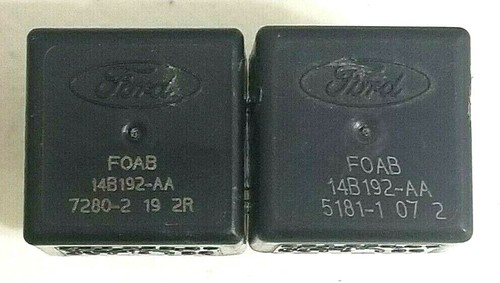 Ford
FOAB
14B192-AA
7280-2 19 2R
Ford
FOAB
14B192-AA
5181-1 07 2